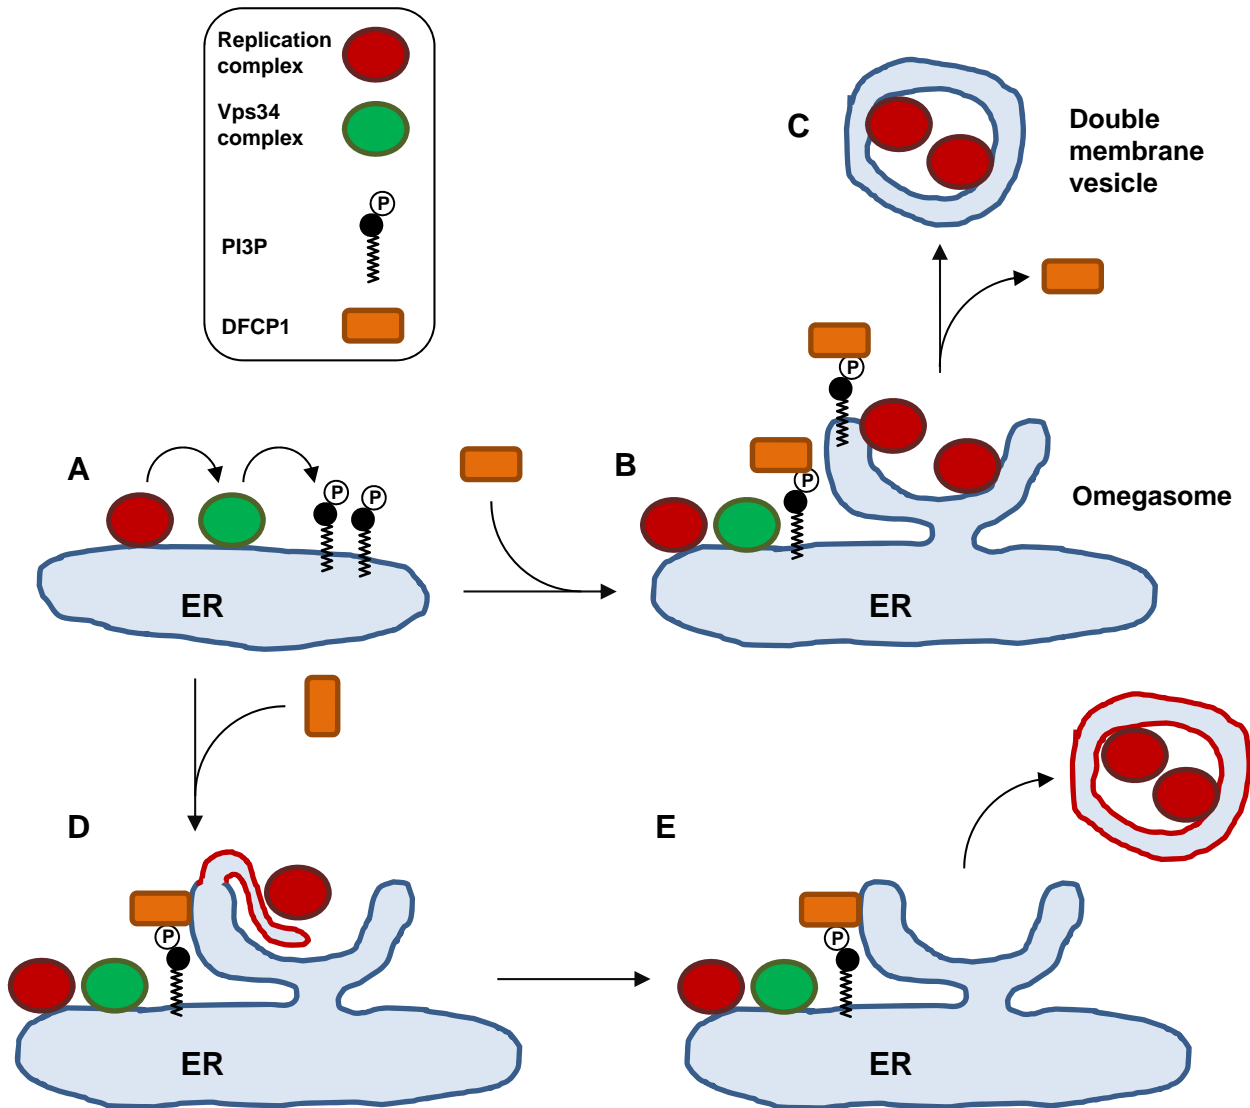 Replication
complex
Vps34
complex
P
PI3P
DFCP1
C
Double
membrane
vesicle
A
P
P
ER
B
P
P
Omegasome
ER
D
P
ER
E
P
ER